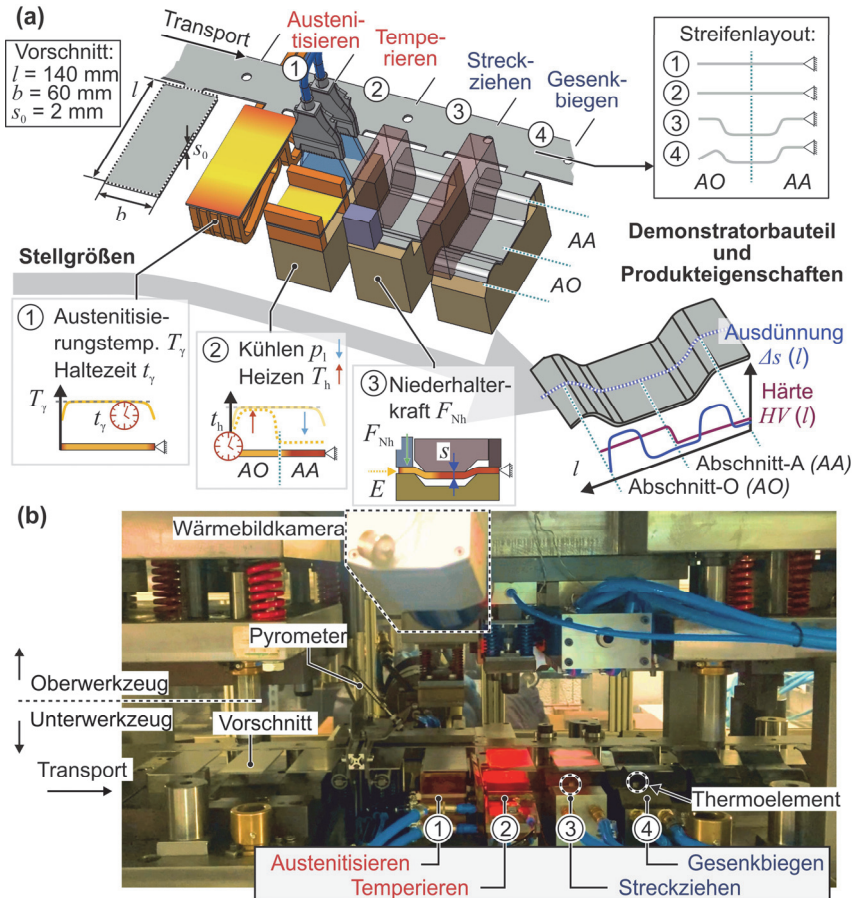 (a)
Vorschnitt:
l = 140 mm
b = 60 mm
s₀ = 2 mm
Transport
Austeni-
tisieren
Tempe-
rieren
Streck-
ziehen
Gesenk-
biegen
1
2
3
4
l
s₀
b
AA
AO
Streifenlayout:
1
2
3
4
AO
AA
Stellgrößen
1 Austenitisie-
rungstemp. Tγ
Haltezeit tγ
Tγ
tγ
2 Kühlen pl
Heizen Th
th
AO
AA
3 Niederhalter-
kraft FNh
FNh
s
E
Demonstratorbauteil
und
Produkteigenschaften
Ausdünnung
Δs (l)
Härte
HV (l)
l
Abschnitt-A (AA)
Abschnitt-O (AO)
(b)
Wärmebildkamera
Pyrometer
Oberwerkzeug
Unterwerkzeug
Vorschnitt
Transport
Thermoelement
1
2
3
4
Austenitisieren
Gesenkbiegen
Temperieren
Streckziehen